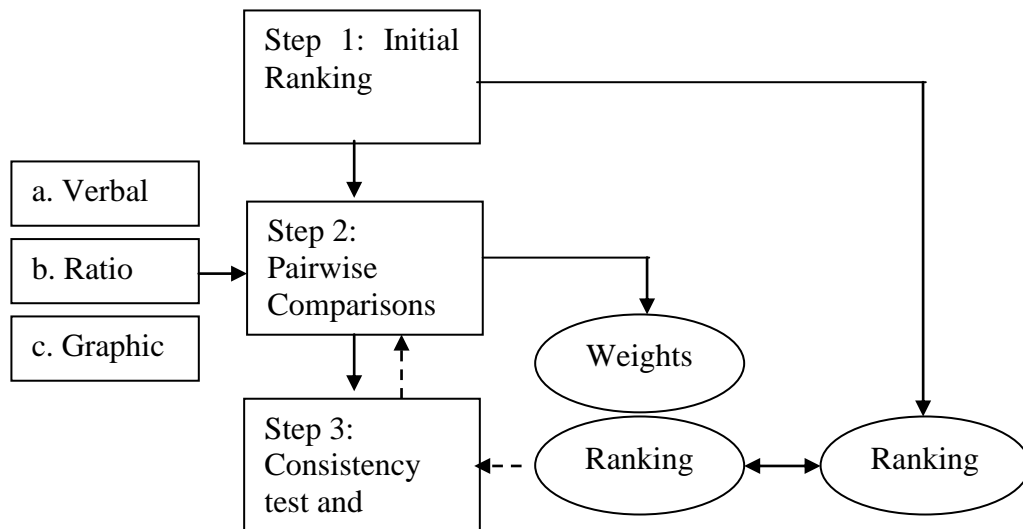 Step 1: Initial
Ranking
a. Verbal
Step 2:
Pairwise
Comparisons
b. Ratio
c. Graphic
Weights
Step 3:
Consistency
test and
Ranking
Ranking